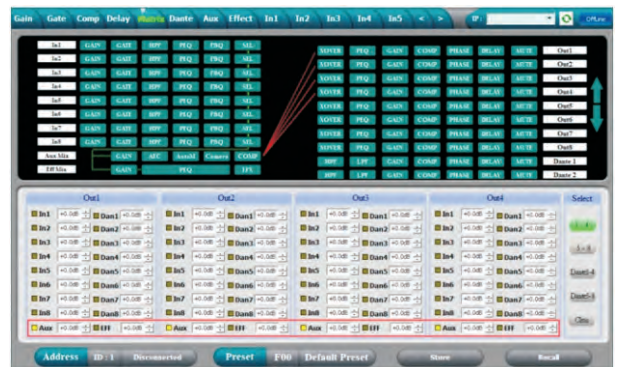 Gain Gate Comp Delay Matrix Dante Aux Effect In1 In2 In3 In4 In5 < > IP: OffLine
In1 GAIN GATE HPF PEQ FBQ
XOVER PEQ GAIN COMP PHASE DELAY MUTE Out1
In2 GAIN GATE HPF PEQ FBQ
XOVER PEQ GAIN COMP PHASE DELAY MUTE Out2
In3 GAIN GATE HPF PEQ FBQ
XOVER PEQ GAIN COMP PHASE DELAY MUTE Out3
In4 GAIN GATE HPF PEQ FBQ
XOVER PEQ GAIN COMP PHASE DELAY MUTE Out4
In5 GAIN GATE HPF PEQ FBQ
XOVER PEQ GAIN COMP PHASE DELAY MUTE Out5
In6 GAIN GATE HPF PEQ FBQ
XOVER PEQ GAIN COMP PHASE DELAY MUTE Out6
In7 GAIN GATE HPF PEQ FBQ
XOVER PEQ GAIN COMP PHASE DELAY MUTE Out7
In8 GAIN GATE HPF PEQ FBQ
XOVER PEQ GAIN COMP PHASE DELAY MUTE Out8
Aux Mix GAIN AEC AutoM Camera COMP
HPF LPF GAIN COMP PHASE DELAY MUTE Dante 1
Eff Mix GAIN PEQ
HPF LPF GAIN COMP PHASE DELAY MUTE Dante 2
Out1 Out2 Out3 Out4 Select
In1 +0.0dB Dan1 +0.0dB In1 +0.0dB Dan1 +0.0dB In1 +0.0dB Dan1 +0.0dB In1 +0.0dB Dan1 +0.0dB
In2 +0.0dB Dan2 +0.0dB In2 +0.0dB Dan2 +0.0dB In2 +0.0dB Dan2 +0.0dB In2 +0.0dB Dan2 +0.0dB
In3 +0.0dB Dan3 +0.0dB In3 +0.0dB Dan3 +0.0dB In3 +0.0dB Dan3 +0.0dB In3 +0.0dB Dan3 +0.0dB
In4 +0.0dB Dan4 +0.0dB In4 +0.0dB Dan4 +0.0dB In4 +0.0dB Dan4 +0.0dB In4 +0.0dB Dan4 +0.0dB
In5 +0.0dB Dan5 +0.0dB In5 +0.0dB Dan5 +0.0dB In5 +0.0dB Dan5 +0.0dB In5 +0.0dB Dan5 +0.0dB Dante1-4
In6 +0.0dB Dan6 +0.0dB In6 +0.0dB Dan6 +0.0dB In6 +0.0dB Dan6 +0.0dB In6 +0.0dB Dan6 +0.0dB
In7 +0.0dB Dan7 +0.0dB In7 +0.0dB Dan7 +0.0dB In7 +0.0dB Dan7 +0.0dB In7 +0.0dB Dan7 +0.0dB Dante5-8
In8 +0.0dB Dan8 +0.0dB In8 +0.0dB Dan8 +0.0dB In8 +0.0dB Dan8 +0.0dB In8 +0.0dB Dan8 +0.0dB Clear
Aux +0.0dB Eff +0.0dB Aux +0.0dB Eff +0.0dB Aux +0.0dB Eff +0.0dB Aux +0.0dB Eff +0.0dB
Address ID : 1 Disconnected Preset F00 Default Preset Store Recall